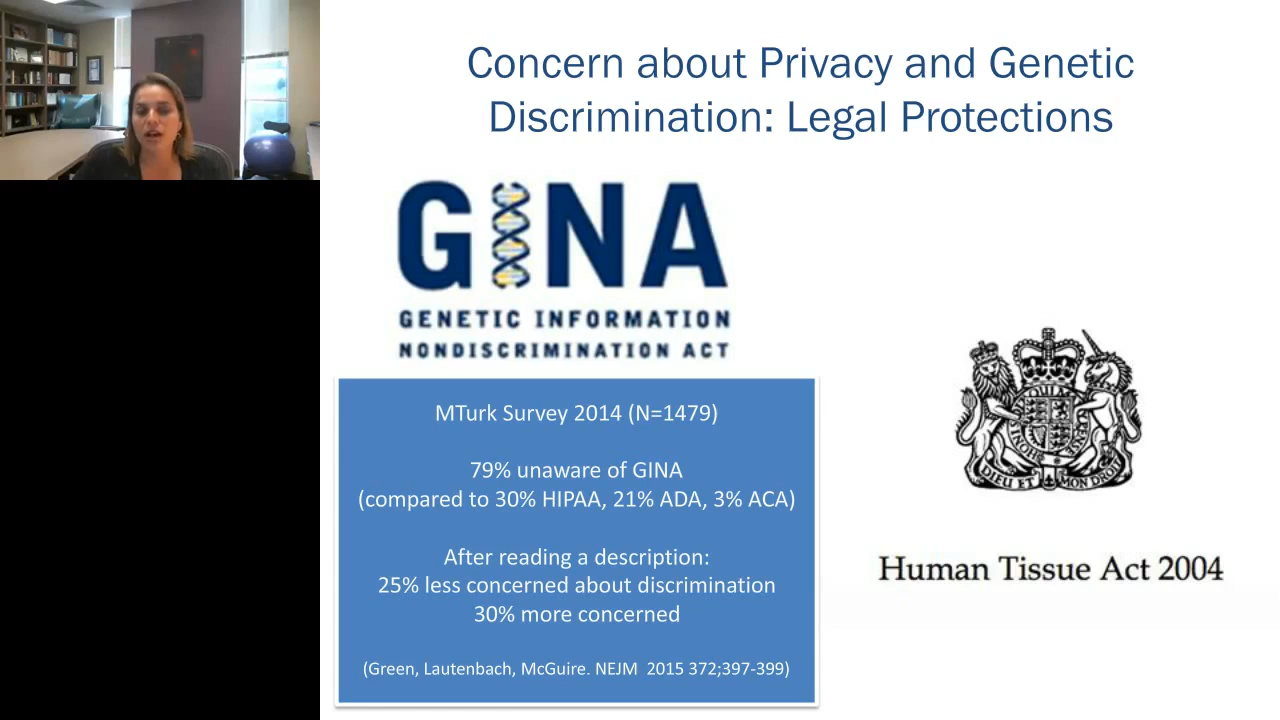 Concern about Privacy and Genetic
Discrimination: Legal Protections
GINA
GENETIC INFORMATION
NONDISCRIMINATION ACT
MTurk Survey 2014 (N=1479)
79% unaware of GINA
(compared to 30% HIPAA, 21% ADA, 3% ACA)
After reading a description:
25% less concerned about discrimination
30% more concerned
(Green, Lautenbach, McGuire. NEJM  2015 372;397-399)
DIEU ET MON DROIT
Human Tissue Act 2004